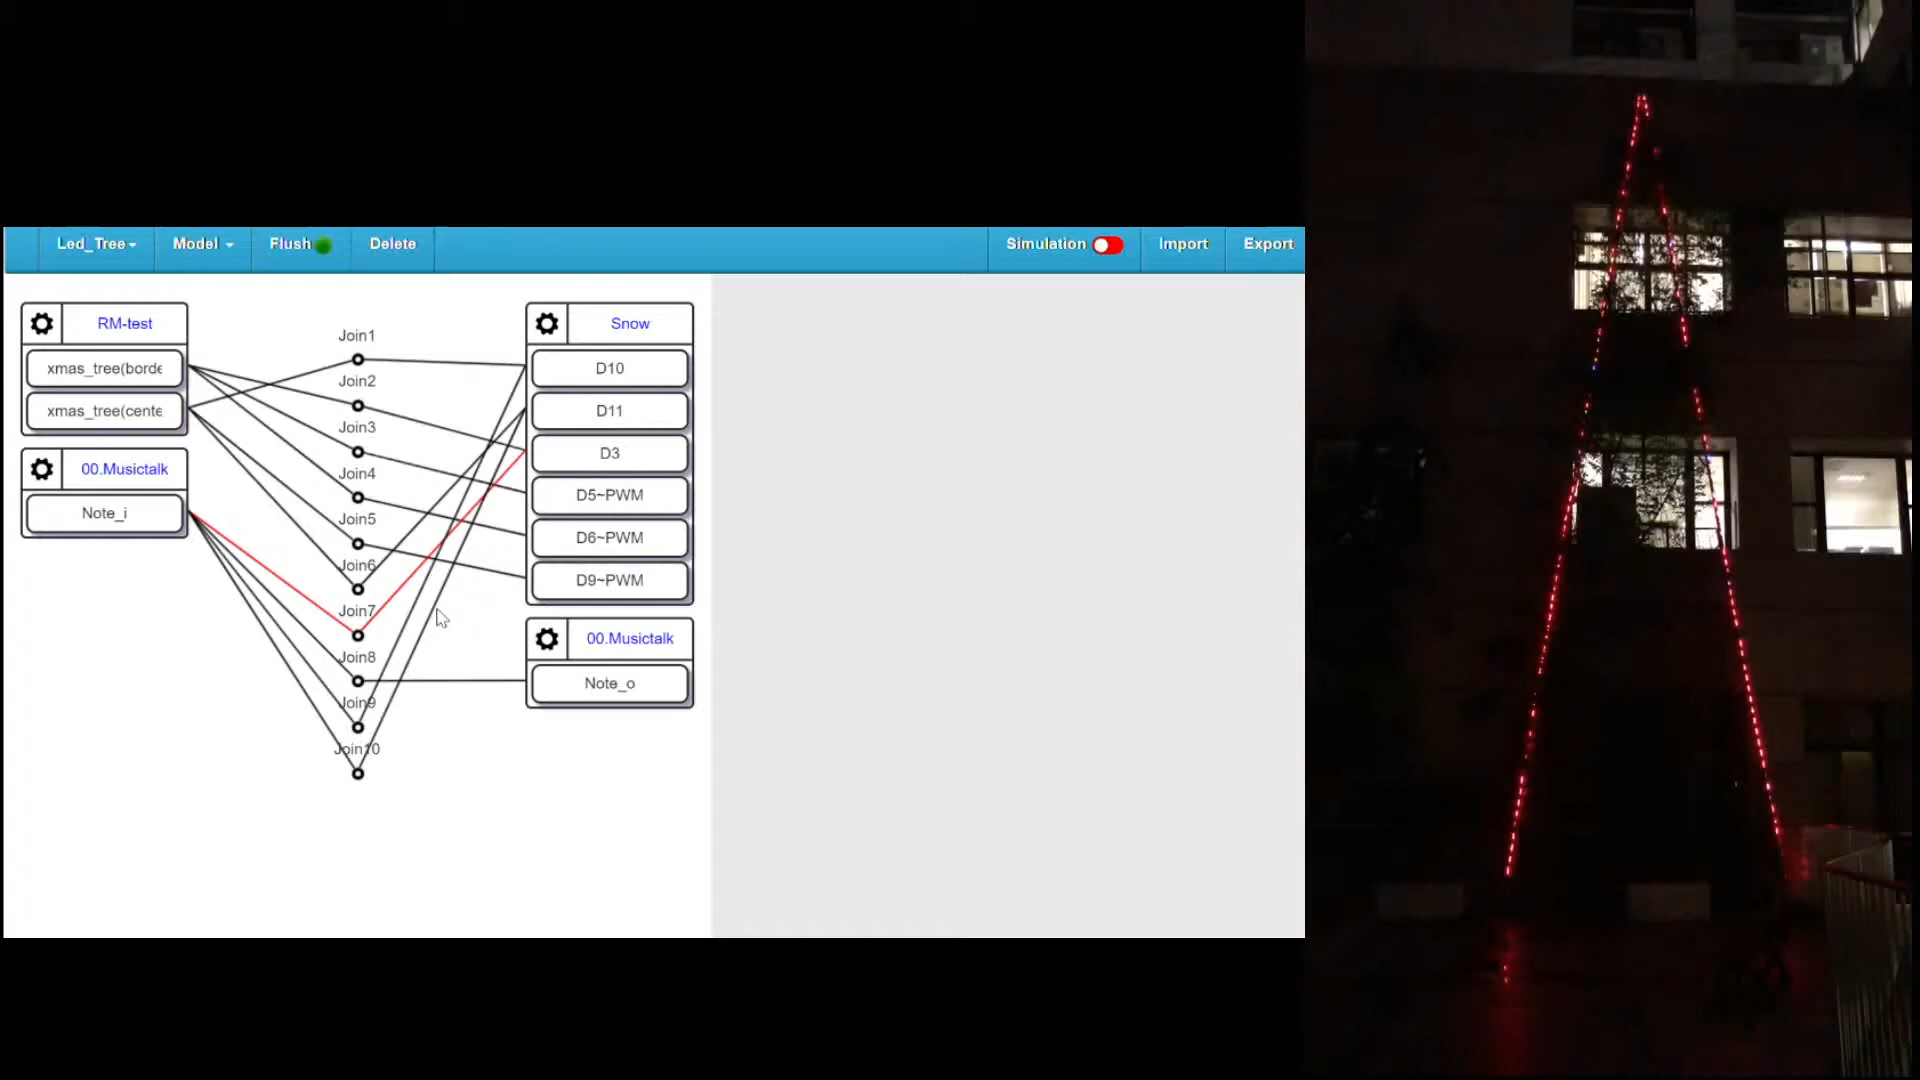 Led_Tree
Model
Flush
Delete
Simulation
Import
Export
RM-test
xmas_tree(borde
xmas_tree(cente
00.Musictalk
Note_i
Join1
Join2
Join3
Join4
Join5
Join6
Join7
Join8
Join9
Join10
Snow
D10
D11
D3
D5~PWM
D6~PWM
D9~PWM
00.Musictalk
Note_o